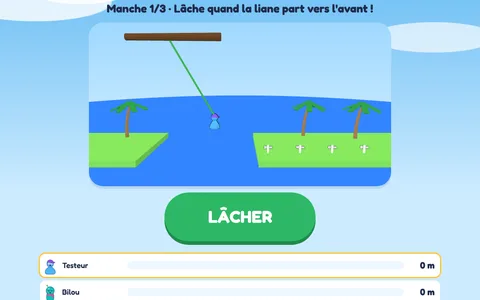 Manche 1/3 · Lâche quand la liane part vers l'avant !
LÂCHER
Testeur 0 m
Bilou 0 m